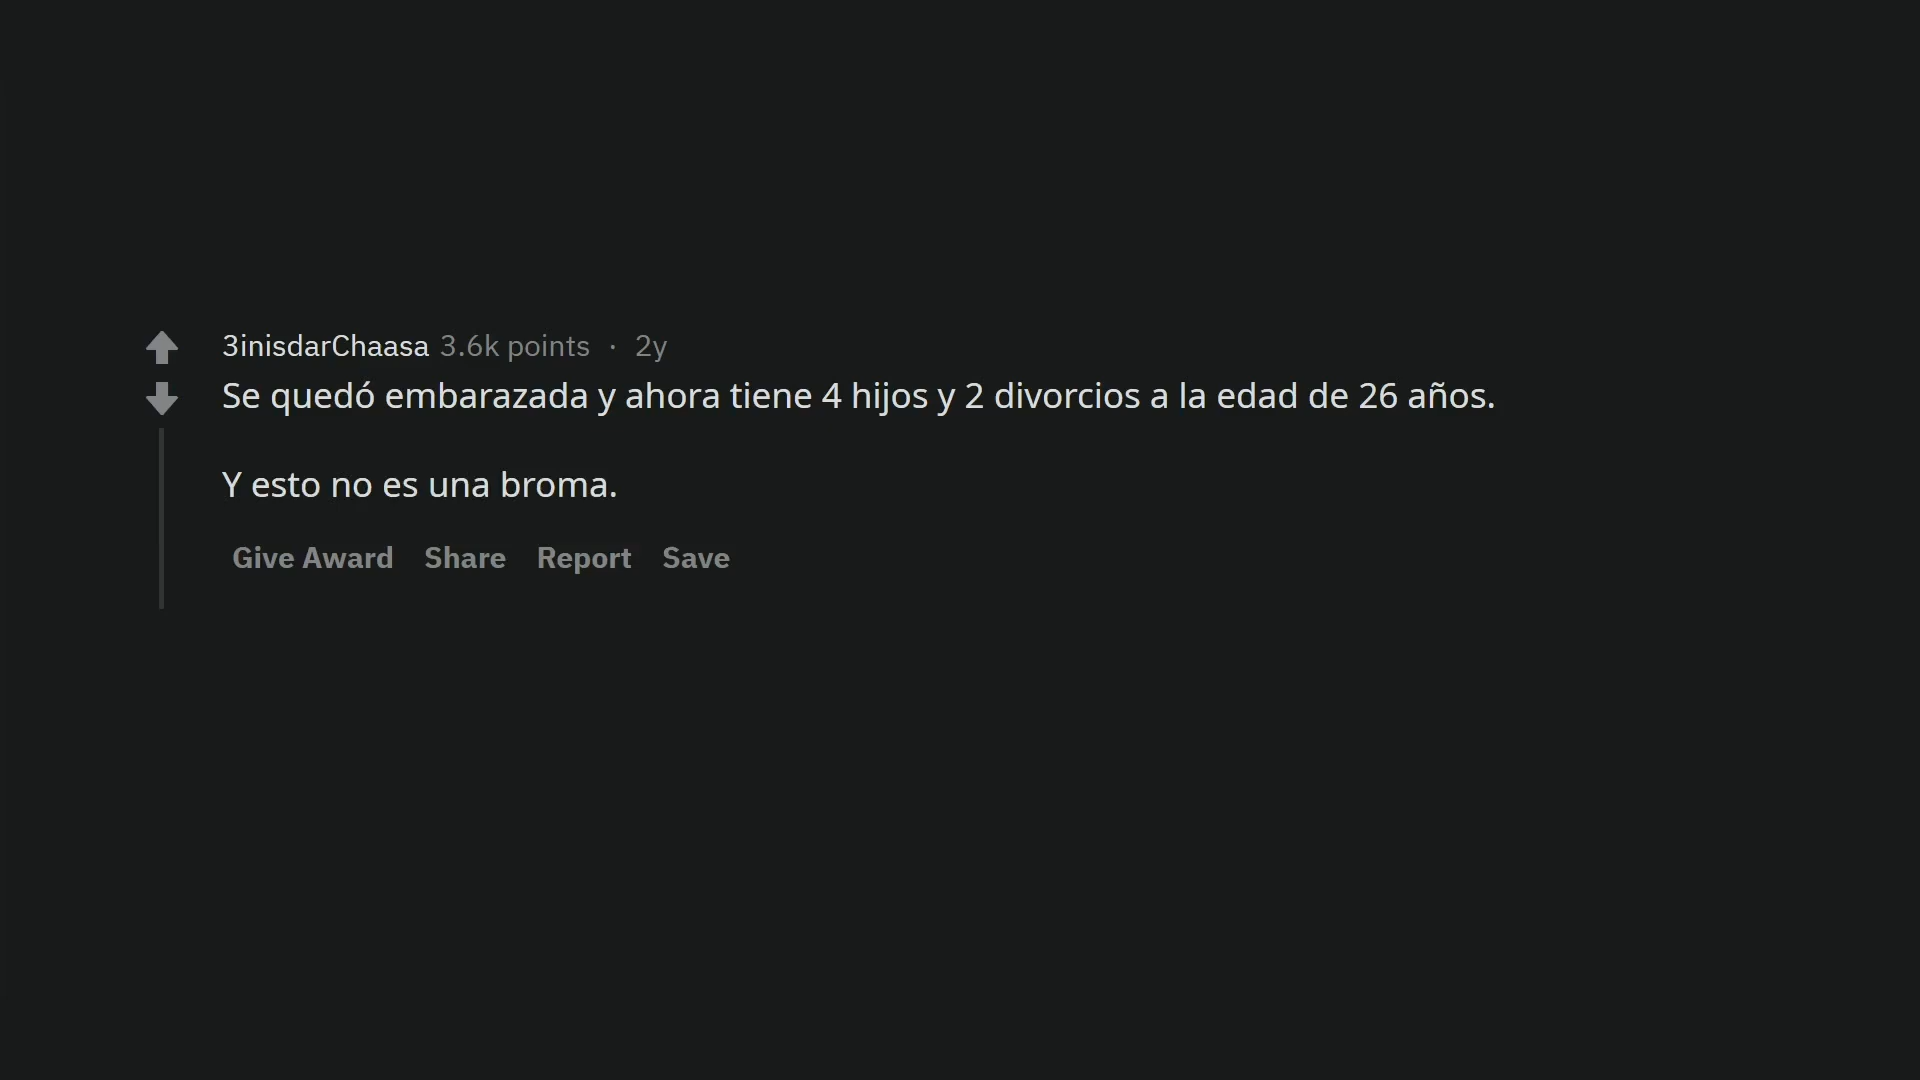 3inisdarChaasa 3.6k points · 2y
Se quedó embarazada y ahora tiene 4 hijos y 2 divorcios a la edad de 26 años.
Y esto no es una broma.
Give Award Share Report Save